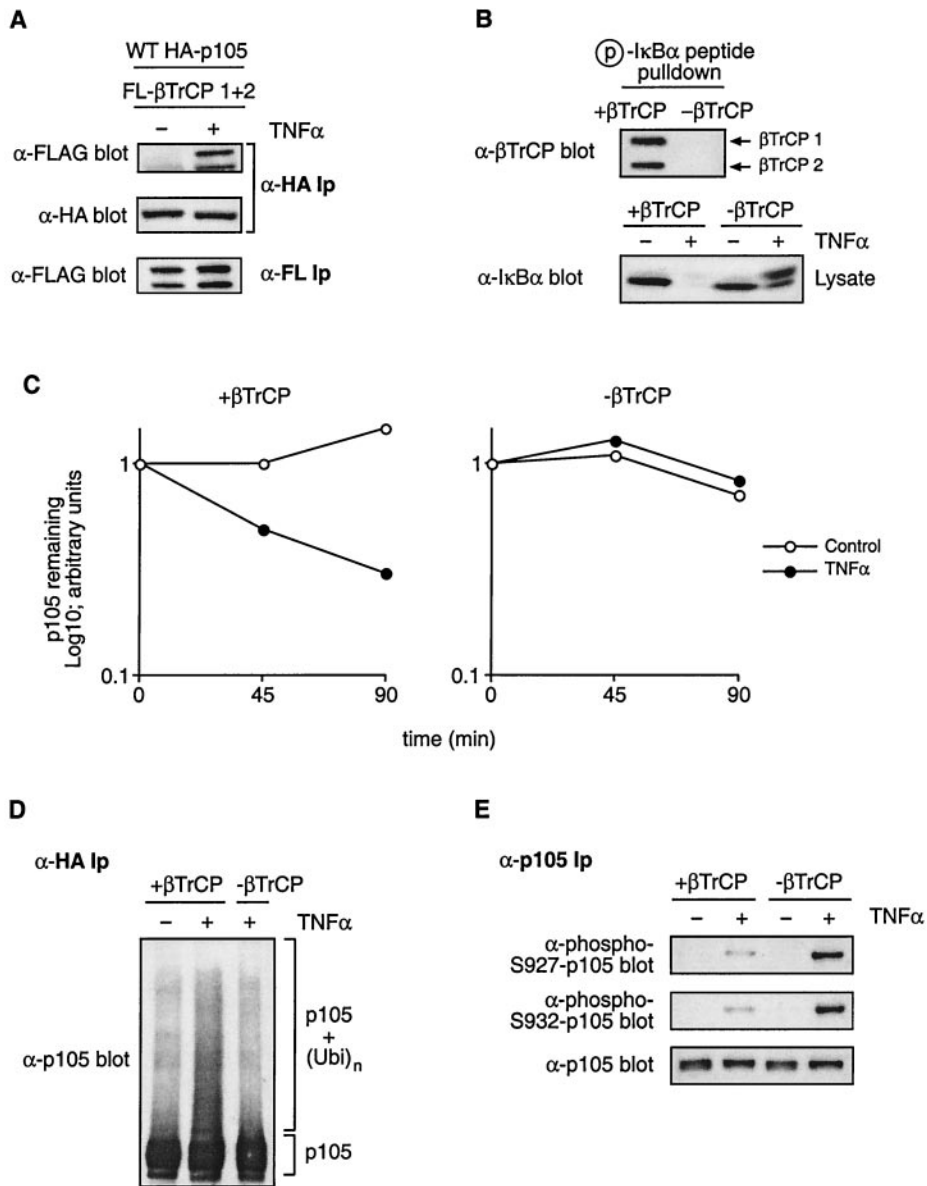 A
WT HA-p105
FL-βTrCP 1+2
− + TNFα
α-FLAG blot
α-HA Ip
α-HA blot
α-FLAG blot
α-FL Ip
B
P -IκBα peptide
pulldown
+βTrCP −βTrCP
α-βTrCP blot
βTrCP 1
βTrCP 2
+βTrCP -βTrCP
− + − + TNFα
α-IκBα blot
Lysate
C
+βTrCP
-βTrCP
p105 remaining
Log10; arbitrary units
1
0.1
0 45 90
1
0.1
0 45 90
Control
TNFα
time (min)
D
α-HA Ip
+βTrCP -βTrCP
− + + TNFα
α-p105 blot
p105
+
(Ubi)n
p105
E
α-p105 Ip
+βTrCP -βTrCP
− + − + TNFα
α-phospho-
S927-p105 blot
α-phospho-
S932-p105 blot
α-p105 blot